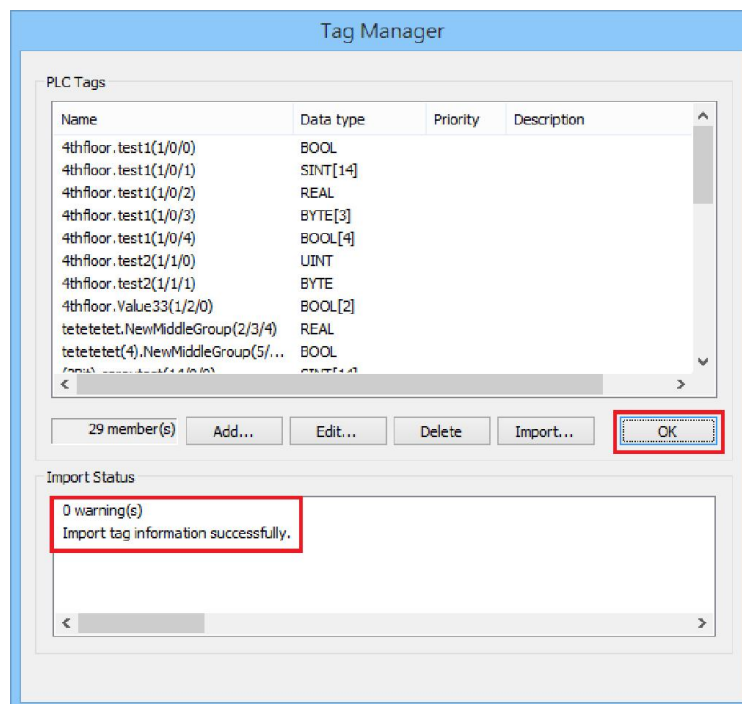 Tag Manager
PLC Tags
Name Data type Priority Description
4thfloor.test1(1/0/0) BOOL
4thfloor.test1(1/0/1) SINT[14]
4thfloor.test1(1/0/2) REAL
4thfloor.test1(1/0/3) BYTE[3]
4thfloor.test1(1/0/4) BOOL[4]
4thfloor.test2(1/1/0) UINT
4thfloor.test2(1/1/1) BYTE
4thfloor.Value33(1/2/0) BOOL[2]
tetetetet.NewMiddleGroup(2/3/4) REAL
tetetetet(4).NewMiddleGroup(5/... BOOL
29 member(s) Add... Edit... Delete Import... OK
Import Status
0 warning(s)
Import tag information successfully.